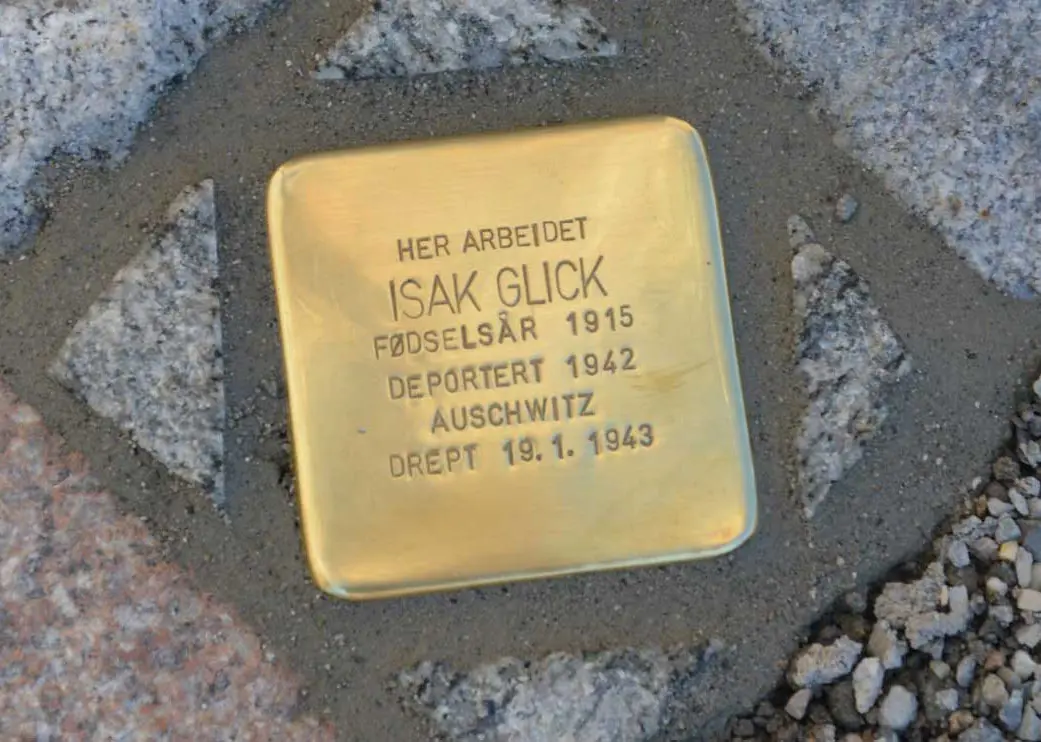 HER ARBEIDET
ISAK GLICK
FØDSELSÅR 1915
DEPORTERT 1942
AUSCHWITZ
DREPT 19.1.1943